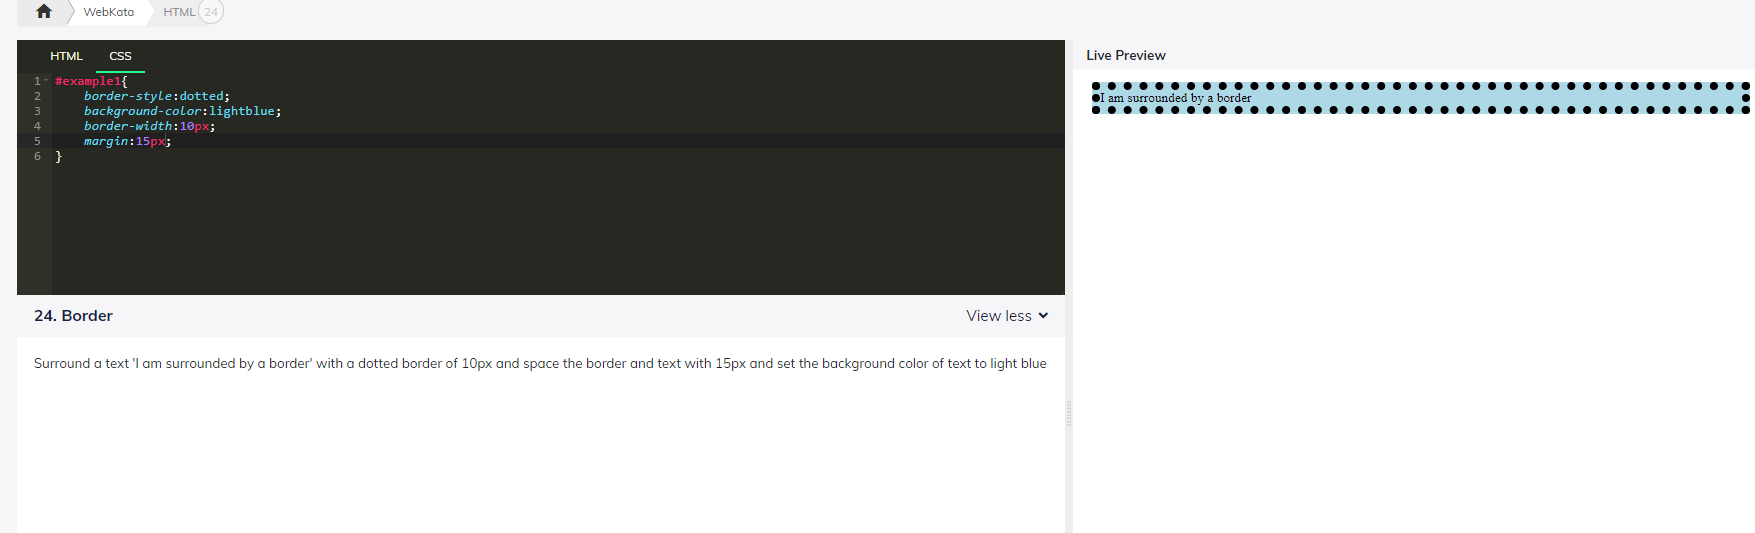 WebKata
HTML 24
HTML CSS
1 #example1{
2 border-style:dotted;
3 background-color:lightblue;
4 border-width:10px;
5 margin:15px;
6 }
24. Border
View less
Surround a text 'I am surrounded by a border' with a dotted border of 10px and space the border and text with 15px and set the background color of text to light blue
Live Preview
I am surrounded by a border